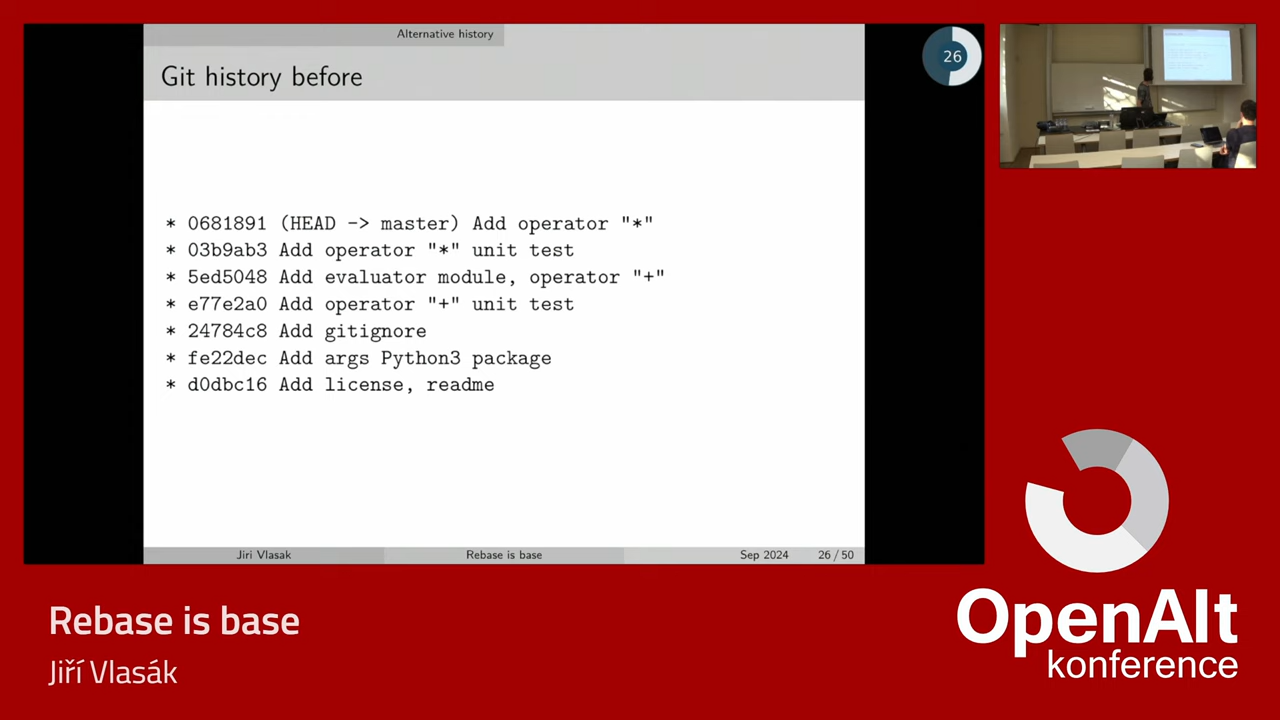 Alternative history
Git history before
26
* 0681891 (HEAD -> master) Add operator "*"
* 03b9ab3 Add operator "*" unit test
* 5ed5048 Add evaluator module, operator "+"
* e77e2a0 Add operator "+" unit test
* 24784c8 Add gitignore
* fe22dec Add args Python3 package
* d0dbc16 Add license, readme
Jiri Vlasak
Rebase is base
Sep 2024
26 / 50
Rebase is base
Jiří Vlasák
OpenAlt
konference